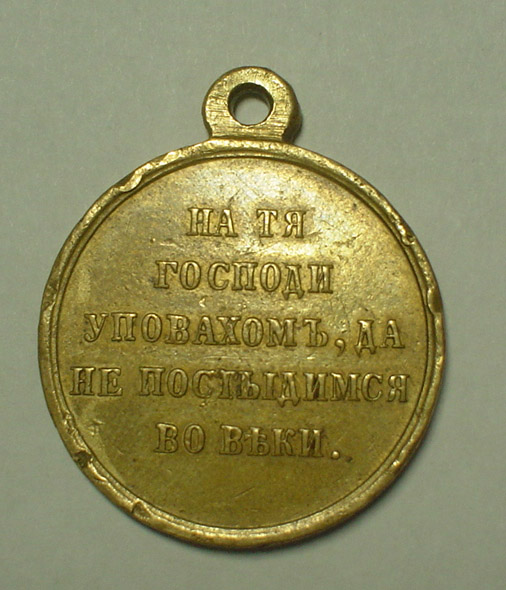 НА ТЯ
ГОСПОДИ
УПОВАХОМЪ, ДА
НЕ ПОСТЫДИМСЯ
ВО ВѢКИ.